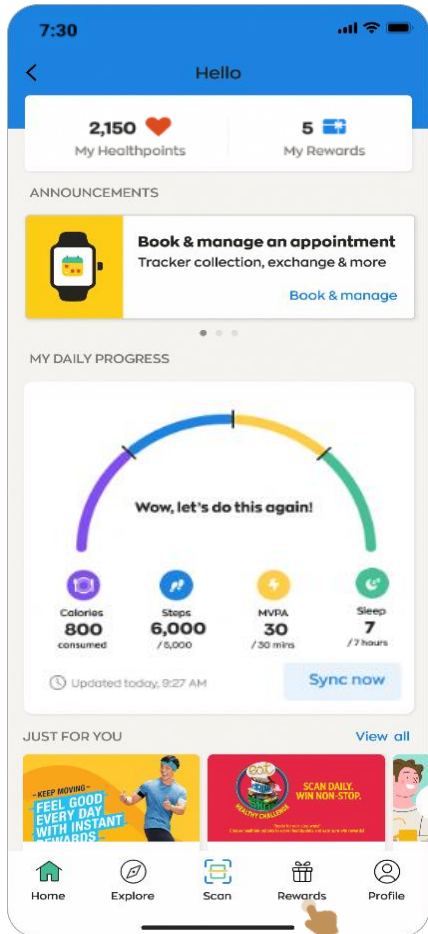 7:30
Hello
2,150
5
My Healthpoints
My Rewards
ANNOUNCEMENTS
Book & manage an appointment
Tracker collection, exchange & more
Book & manage
MY DAILY PROGRESS
Wow, let's do this again!
Calories
800
consumed
Steps
6,000
/5,000
MVPA
30
/30 mins
Sleep
7
/7 hours
Updated today, 9:27 AM
Sync now
JUST FOR YOU
View all
- KEEP MOVING -
FEEL GOOD
EVERY DAY
WITH INSTANT
REWARDS
HEALTHY CHALLENGE
SCAN DAILY.
WIN NON-STOP.
Home
Explore
Scan
Rewards
Profile